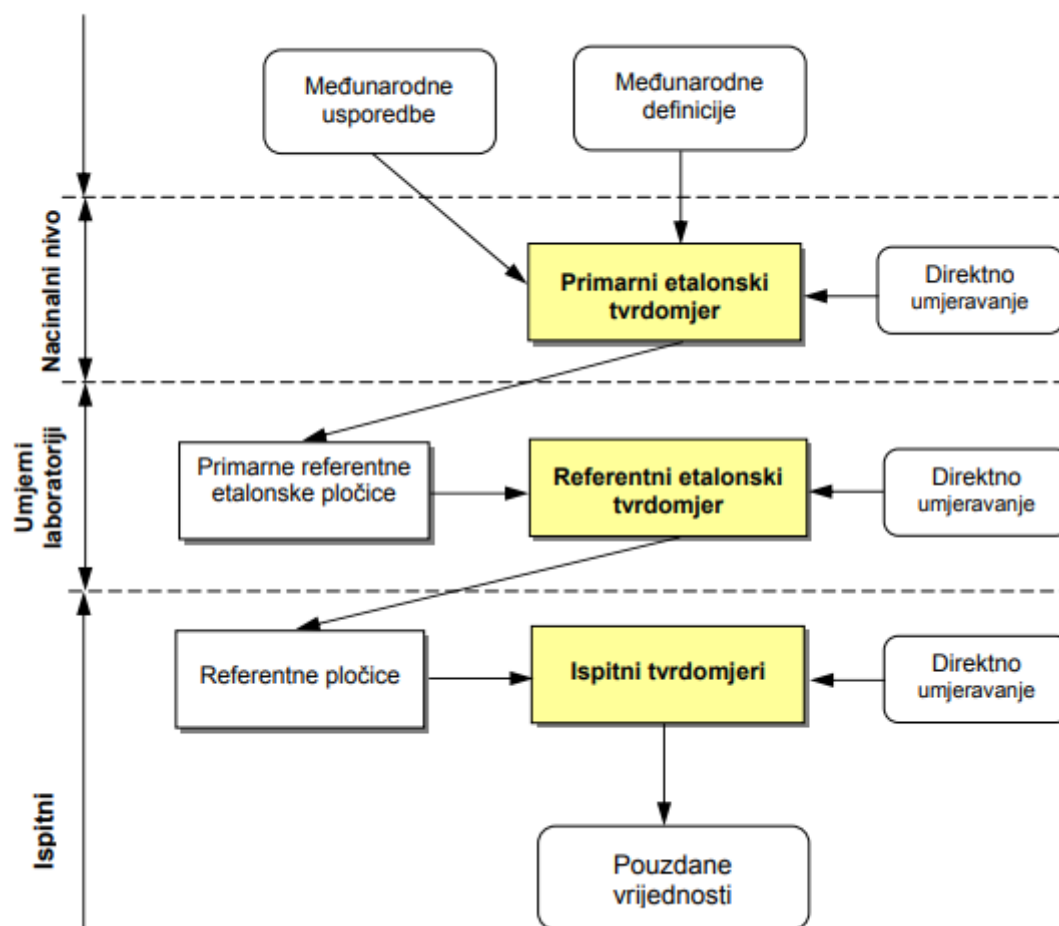 Međunarodne
usporedbe
Međunarodne
definicije
Nacinalni nivo
Primarni etalonski
tvrdomjer
Direktno
umjeravanje
Umjerni
laboratoriji
Primarne referentne
etalonske pločice
Referentni etalonski
tvrdomjer
Direktno
umjeravanje
Ispitni
Referentne pločice
Ispitni tvrdomjeri
Direktno
umjeravanje
Pouzdane
vrijednosti